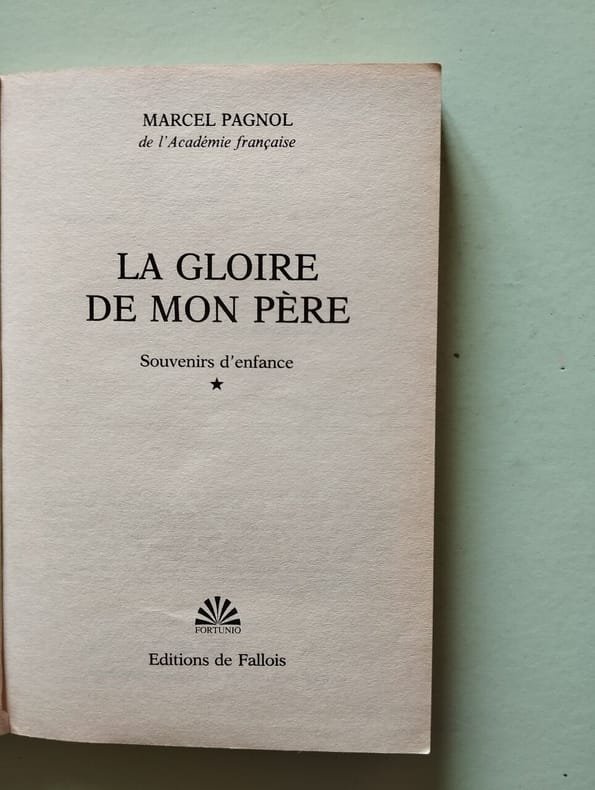 MARCEL PAGNOL
de l'Académie française
LA GLOIRE
DE MON PÈRE
Souvenirs d'enfance
★
FORTUNIO
Editions de Fallois